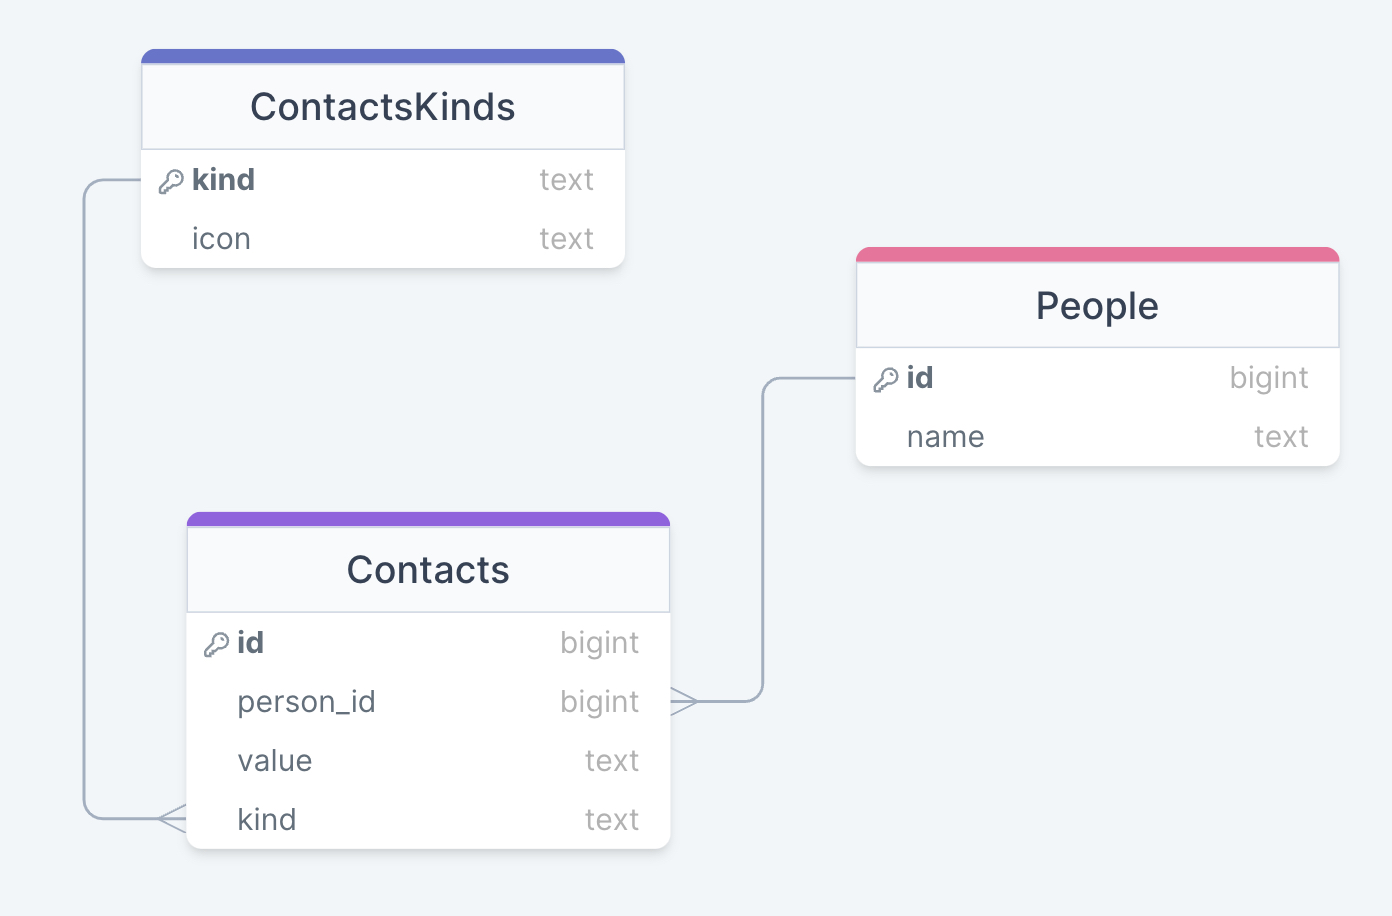 ContactsKinds
kind text
icon text
People
id bigint
name text
Contacts
id bigint
person_id bigint
value text
kind text